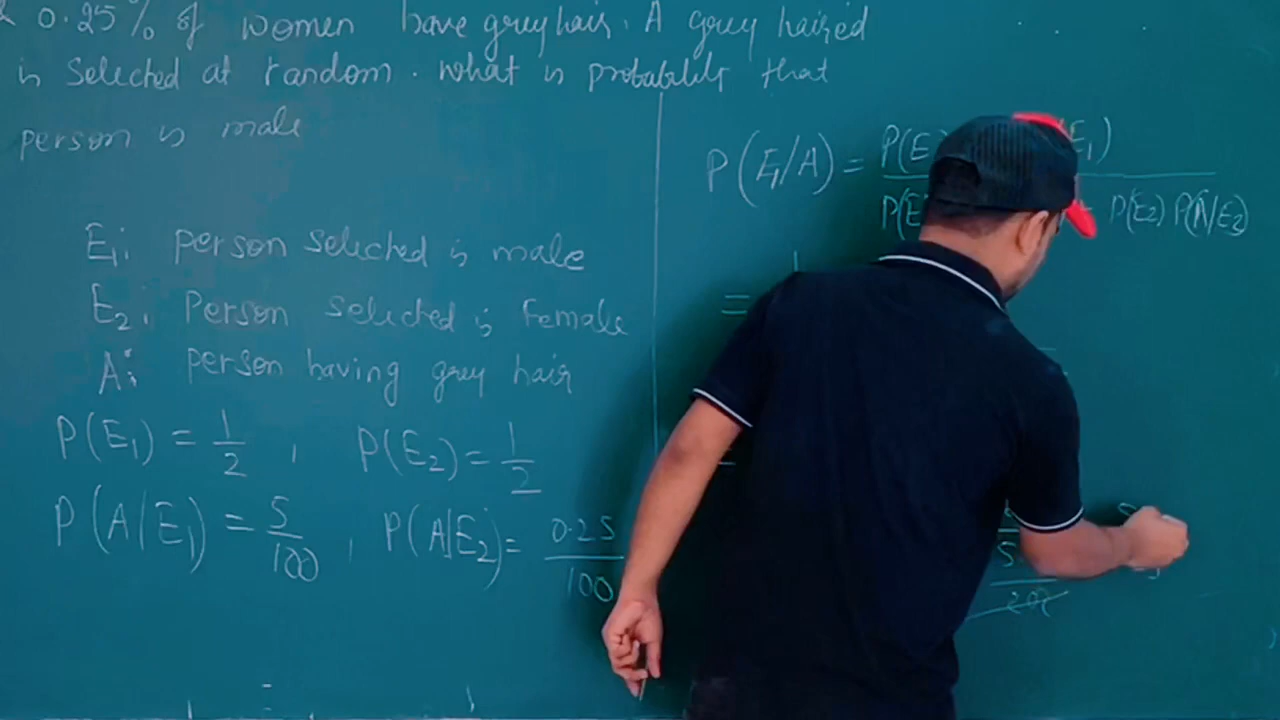 0.25% of women have grey hair. A grey haired
is selected at random. what is probability that
person is male
E₁: person selected is male
E₂: Person selected is Female
A: person having grey hair
P(E₁) = 1/2 , P(E₂) = 1/2
P(A|E₁) = 5/100 , P(A|E₂) = 0.25/100
P(E₁/A) = P(E E₁)
P(E P(E₂) P(A/E₂)
=